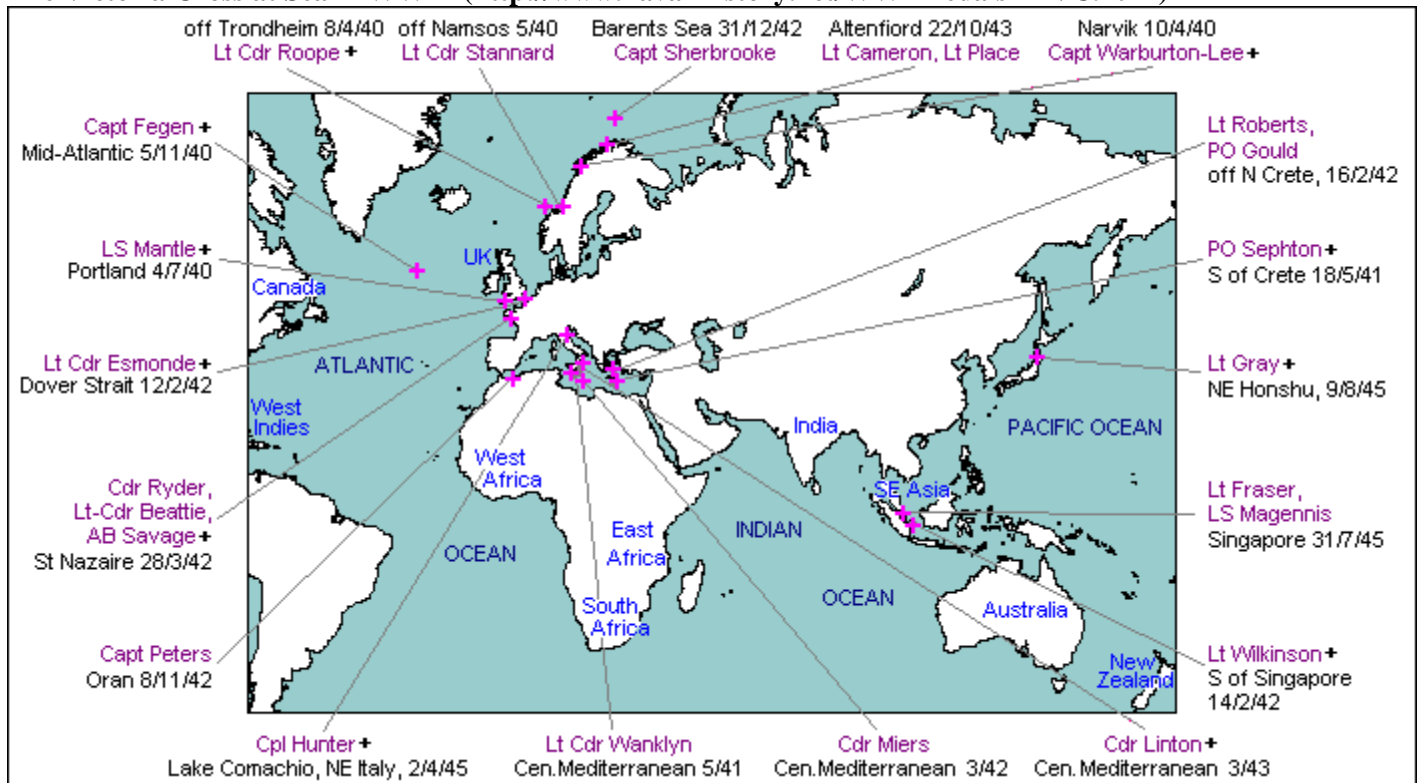 off Trondheim 8/4/40
Lt Cdr Roope +
off Namsos 5/40
Lt Cdr Stannard
Barents Sea 31/12/42
Capt Sherbrooke
Altenfiord 22/10/43
Lt Cameron, Lt Place
Narvik 10/4/40
Capt Warburton-Lee +
Capt Fegen +
Mid-Atlantic 5/11/40
LS Mantle +
Portland 4/7/40
Lt Cdr Esmonde +
Dover Strait 12/2/42
Cdr Ryder,
Lt-Cdr Beattie,
AB Savage +
St Nazaire 28/3/42
Capt Peters
Oran 8/11/42
UK
Canada
ATLANTIC
West
Indies
West
Africa
OCEAN
East
Africa
South
Africa
INDIAN
OCEAN
India
SE Asia
PACIFIC OCEAN
Australia
New
Zealand
Lt Roberts,
PO Gould
off N Crete, 16/2/42
PO Sephton +
S of Crete 18/5/41
Lt Gray +
NE Honshu, 9/8/45
Lt Fraser,
LS Magennis
Singapore 31/7/45
Lt Wilkinson +
S of Singapore
14/2/42
Cpl Hunter +
Lake Comachio, NE Italy, 2/4/45
Lt Cdr Wanklyn
Cen.Mediterranean 5/41
Cdr Miers
Cen.Mediterranean 3/42
Cdr Linton +
Cen.Mediterranean 3/43